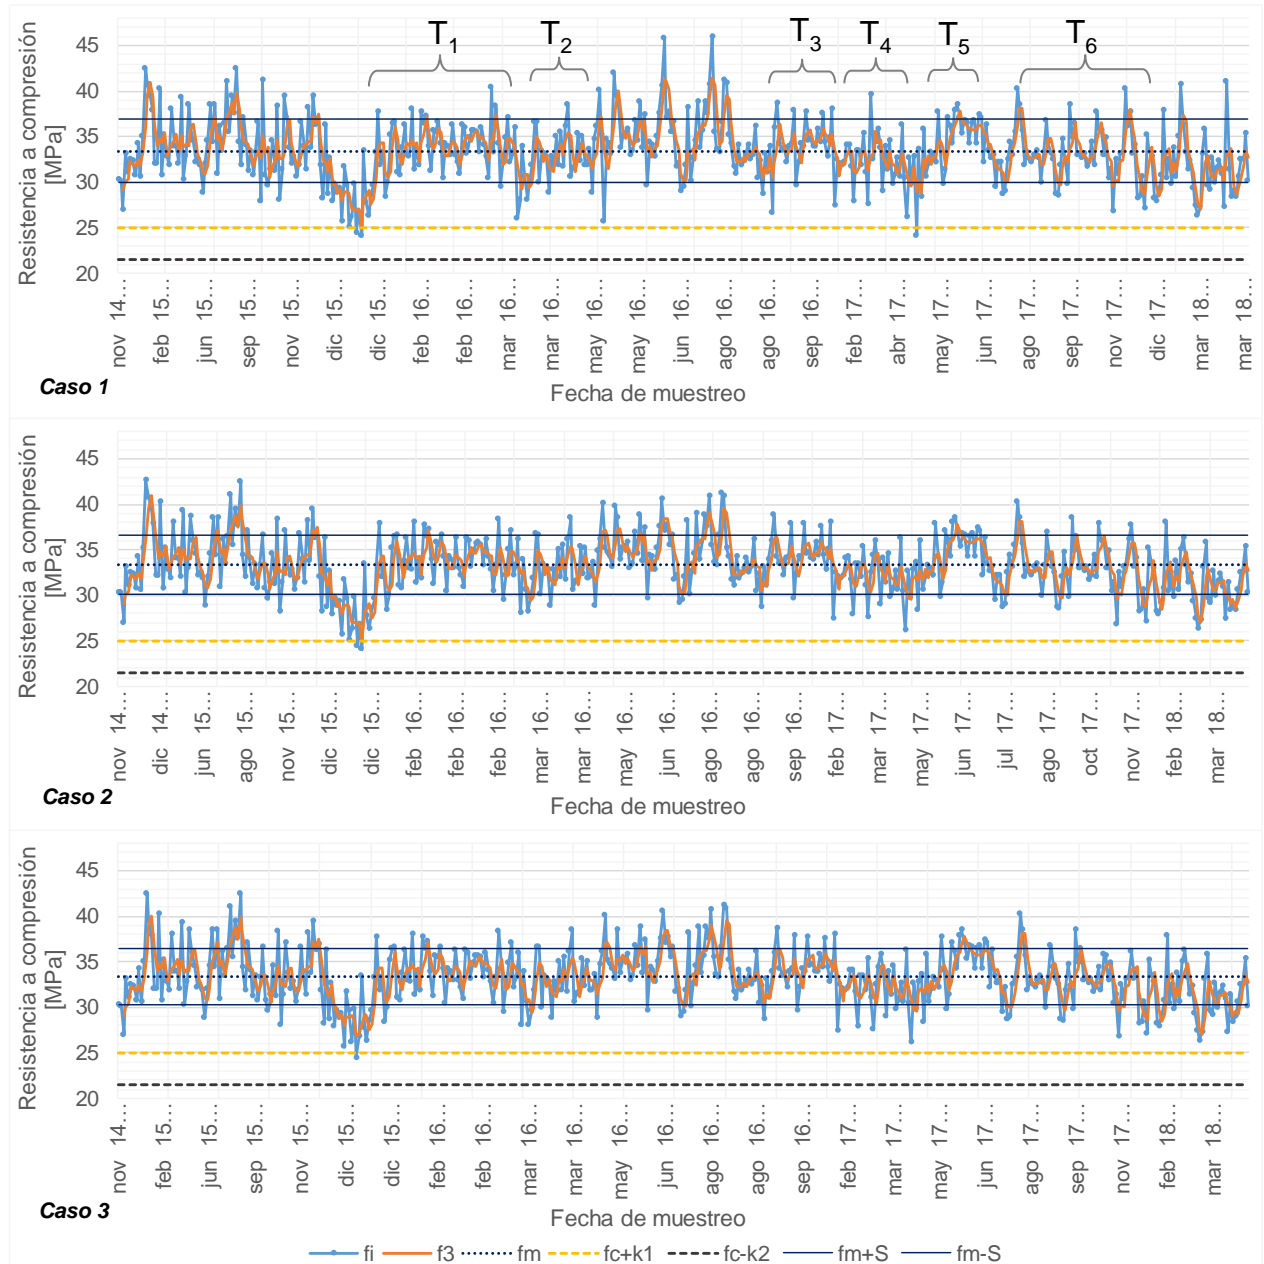 T1 T2 T3 T4 T5 T6
Resistencia a compresión
[MPa]
45
40
35
30
25
20
nov 14… feb 15… jun 15… sep 15… nov 15… dic 15… dic 15… feb 16… feb 16… mar 16… mar 16… may 16… may 16… jun 16… ago 16… ago 16… sep 16… feb 17… abr 17… may 17… jun 17… ago 17… sep 17… nov 17… dic 17… mar 18… mar 18…
Caso 1
Fecha de muestreo
Resistencia a compresión
[MPa]
45
40
35
30
25
20
nov 14… dic 14… jun 15… ago 15… nov 15… dic 15… dic 15… feb 16… feb 16… feb 16… mar 16… mar 16… may 16… jun 16… ago 16… ago 16… sep 16… feb 17… mar 17… may 17… jun 17… jul 17… ago 17… oct 17… nov 17… feb 18… mar 18…
Caso 2
Fecha de muestreo
Resistencia a compresión
[MPa]
45
40
35
30
25
20
nov 14… feb 15… jun 15… sep 15… nov 15… dic 15… feb 16… feb 16… mar 16… mar 16… may 16… jun 16… ago 16… ago 16… sep 16… feb 17… may 17… jun 17… ago 17… sep 17… nov 17… feb 18… mar 18…
Caso 3
Fecha de muestreo
fi f3 fm fc+k1 fc-k2 fm+S fm-S